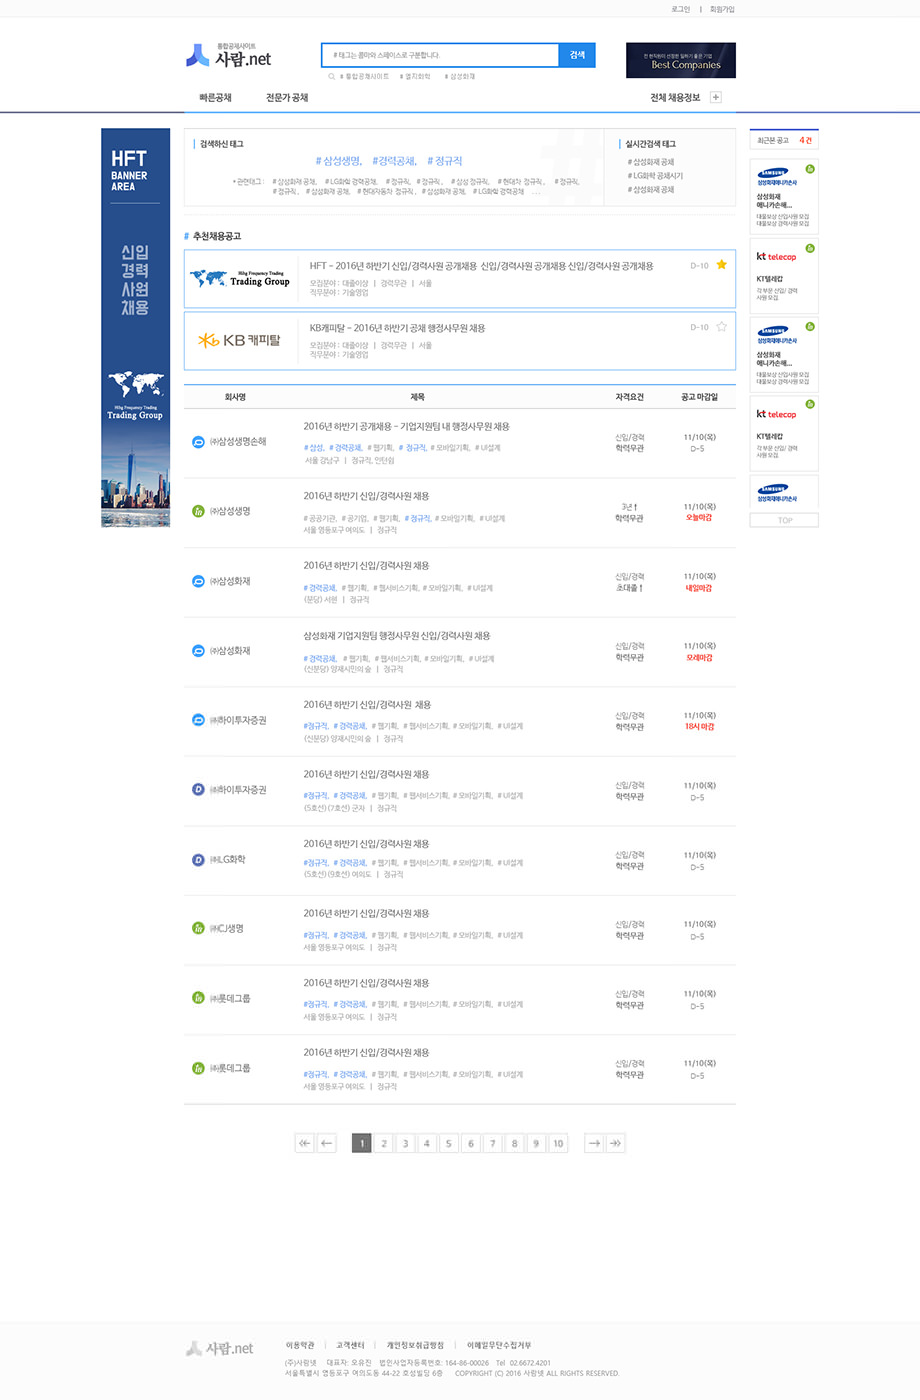 로그인 | 회원가입
통합공채사이트
사람.net
# 태그는 콤마와 스페이스로 구분합니다.
검색
# 통합공채사이트 # 엘지화학 # 삼성화재
전 현직원이 선정한 일하기 좋은 기업
Best Companies
빠른공채 전문가 공채
전체 채용정보 +
HFT
BANNER
AREA
신입
경력
사원
채용
Hihg Frequency Trading
Trading Group
검색하신 태그
# 삼성생명, #경력공채, # 정규직
• 관련태그 : # 삼성화재 공채, # LG화학 경력공채, # 정규직, # 정규직 , # 삼성 정규직, # 현대차 정규직 , # 정규직,
# 정규직 , # 삼성화재 공채, # 현대자동차 정규직 , # 삼성화재 공채, # LG화학 경력공채 ...
실시간검색 태그
# 삼성화재 공채
# LG화학 공채시기
# 삼성화재 공채
최근본 공고 4 건
SAMSUNG
삼성화재애니카손사
삼성화재
애니카손해...
대물보상 신입사원 모집
대물보상 경력사원 모집
kt telecop
KT텔레캅
각 부문 신입/ 경력
사원 모집
SAMSUNG
삼성화재애니카손사
삼성화재
애니카손해...
대물보상 신입사원 모집
대물보상 경력사원 모집
kt telecop
KT텔레캅
각 부문 신입/ 경력
사원 모집
SAMSUNG
삼성화재애니카손사
TOP
# 추천채용공고
Hihg Frequency Trading
Trading Group
HFT - 2016년 하반기 신입/경력사원 공개채용 신입/경력사원 공개채용 신입/경력사원 공개채용
D-10
모집분야 : 대졸이상 | 경력무관 | 서울
직무분야 : 기술영업
KB 캐피탈
KB캐피탈 - 2016년 하반기 공채 행정사무원 채용
D-10
모집분야 : 대졸이상 | 경력무관 | 서울
직무분야 : 기술영업
회사명 제목 자격요건 공고 마감일
㈜삼성생명손해
2016년 하반기 공개채용 - 기업지원팀 내 행정사무원 채용
# 삼성, # 경력공채, # 웹기획, # 정규직, # 모바일기획, # UI설계
서울 강남구 | 정규직, 인턴쉽
신입/경력
학력무관
11/10(목)
D-5
㈜삼성생명
2016년 하반기 신입/경력사원 채용
# 공공기관, # 공기업, # 웹기획, # 정규직, # 모바일기획, # UI설계
서울 영등포구 여의도 | 정규직
3년↑
학력무관
11/10(목)
오늘마감
㈜삼성화재
2016년 하반기 신입/경력사원 채용
# 경력공채, # 웹기획, # 웹서비스기획, # 모바일기획, # UI설계
(분당) 서현 | 정규직
신입/경력
초대졸↑
11/10(목)
내일마감
㈜삼성화재
삼성화재 기업지원팀 행정사무원 신입/경력사원 채용
# 경력공채, # 웹기획, # 웹서비스기획, # 모바일기획, # UI설계
(신분당) 양재시민의 숲 | 정규직
신입/경력
학력무관
11/10(목)
모레마감
㈜하이투자증권
2016년 하반기 신입/경력사원 채용
#정규직, # 경력공채, # 웹기획, # 웹서비스기획, # 모바일기획, # UI설계
(신분당) 양재시민의 숲 | 정규직
신입/경력
학력무관
11/10(목)
18시 마감
D
㈜하이투자증권
2016년 하반기 신입/경력사원 채용
#정규직, # 경력공채, # 웹기획, # 웹서비스기획, # 모바일기획, # UI설계
(5호선) (7호선) 군자 | 정규직
신입/경력
학력무관
11/10(목)
D-5
D
㈜LG화학
2016년 하반기 신입/경력사원 채용
#정규직, # 경력공채, # 웹기획, # 웹서비스기획, # 모바일기획, # UI설계
(5호선) (9호선) 여의도 | 정규직
신입/경력
학력무관
11/10(목)
D-5
㈜CJ생명
2016년 하반기 신입/경력사원 채용
#정규직, # 경력공채, # 웹기획, # 웹서비스기획, # 모바일기획, # UI설계
서울 영등포구 여의도 | 정규직
신입/경력
학력무관
11/10(목)
D-5
㈜롯데그룹
2016년 하반기 신입/경력사원 채용
#정규직, # 경력공채, # 웹기획, # 웹서비스기획, # 모바일기획, # UI설계
서울 영등포구 여의도 | 정규직
신입/경력
학력무관
11/10(목)
D-5
㈜롯데그룹
2016년 하반기 신입/경력사원 채용
#정규직, # 경력공채, # 웹기획, # 웹서비스기획, # 모바일기획, # UI설계
서울 영등포구 여의도 | 정규직
신입/경력
학력무관
11/10(목)
D-5
1 2 3 4 5 6 7 8 9 10
사람.net
이용약관 | 고객센터 | 개인정보취급방침 | 이메일무단수집거부
(주)사람넷 대표자: 오유진 법인사업자등록번호: 164-86-00026 Tel 02.6672.4201
서울특별시 영등포구 여의도동 44-22 호성빌딩 6층 COPYRIGHT (C) 2016 사람넷 ALL RIGHTS RESERVED.